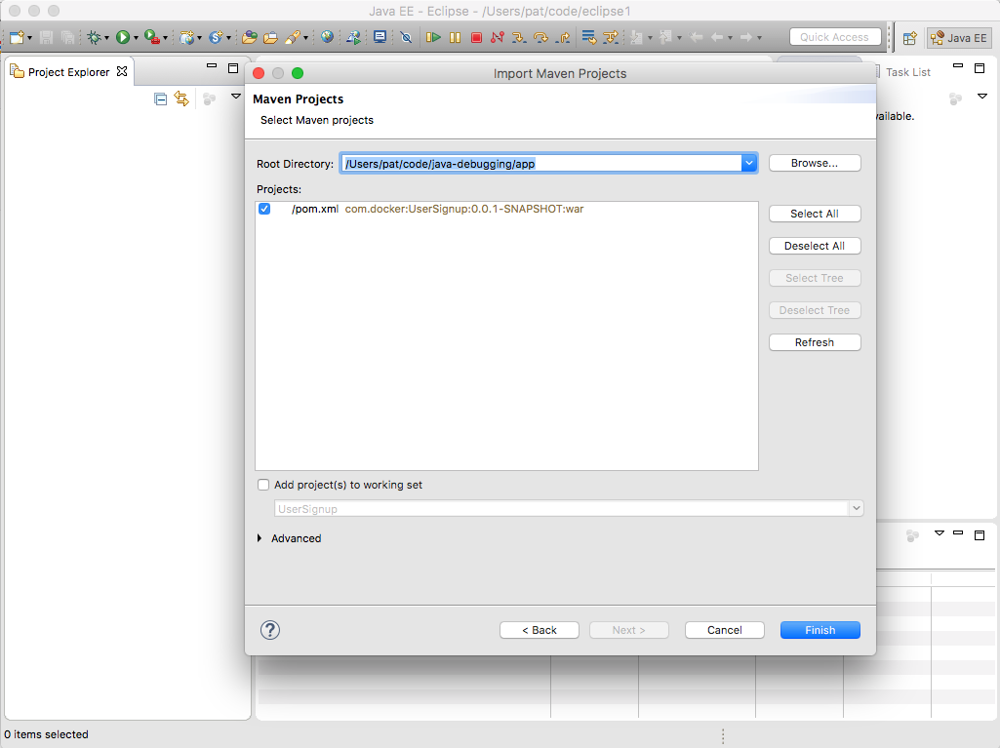 Java EE - Eclipse - /Users/pat/code/eclipse1
Quick Access
Java EE
Project Explorer
Task List
vailable.
Import Maven Projects
Maven Projects
Select Maven projects
Root Directory: /Users/pat/code/java-debugging/app Browse...
Projects:
/pom.xml com.docker:UserSignup:0.0.1-SNAPSHOT:war
Select All
Deselect All
Select Tree
Deselect Tree
Refresh
Add project(s) to working set
UserSignup
Advanced
? < Back Next > Cancel Finish
0 items selected